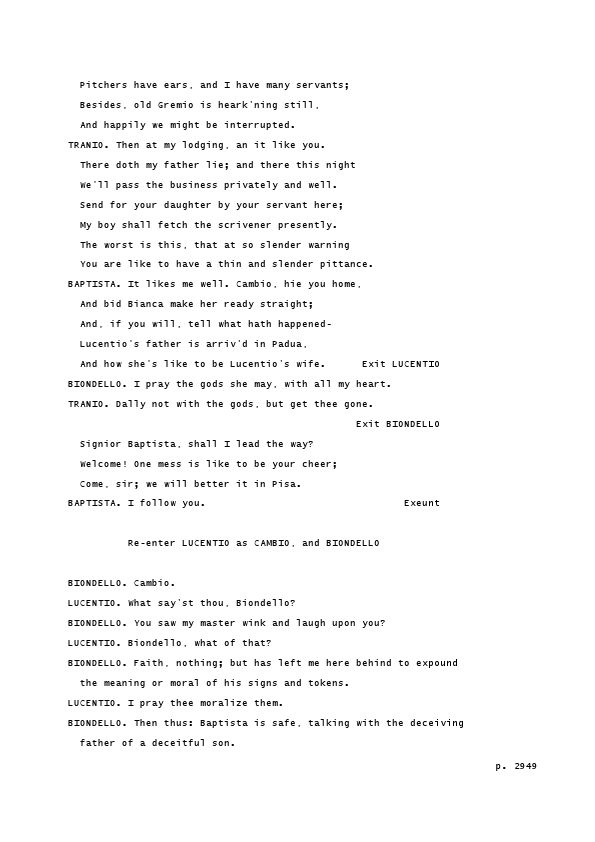 Pitchers have ears, and I have many servants;
Besides, old Gremio is heark'ning still,
And happily we might be interrupted.
TRANIO. Then at my lodging, an it like you.
There doth my father lie; and there this night
We'll pass the business privately and well.
Send for your daughter by your servant here;
My boy shall fetch the scrivener presently.
The worst is this, that at so slender warning
You are like to have a thin and slender pittance.
BAPTISTA. It likes me well. Cambio, hie you home,
And bid Bianca make her ready straight;
And, if you will, tell what hath happened-
Lucentio's father is arriv'd in Padua,
And how she's like to be Lucentio's wife. Exit LUCENTIO
BIONDELLO. I pray the gods she may, with all my heart.
TRANIO. Dally not with the gods, but get thee gone.
Exit BIONDELLO
Signior Baptista, shall I lead the way?
Welcome! One mess is like to be your cheer;
Come, sir; we will better it in Pisa.
BAPTISTA. I follow you. Exeunt
Re-enter LUCENTIO as CAMBIO, and BIONDELLO
BIONDELLO. Cambio.
LUCENTIO. What say'st thou, Biondello?
BIONDELLO. You saw my master wink and laugh upon you?
LUCENTIO. Biondello, what of that?
BIONDELLO. Faith, nothing; but has left me here behind to expound
the meaning or moral of his signs and tokens.
LUCENTIO. I pray thee moralize them.
BIONDELLO. Then thus: Baptista is safe, talking with the deceiving
father of a deceitful son.
p. 2949